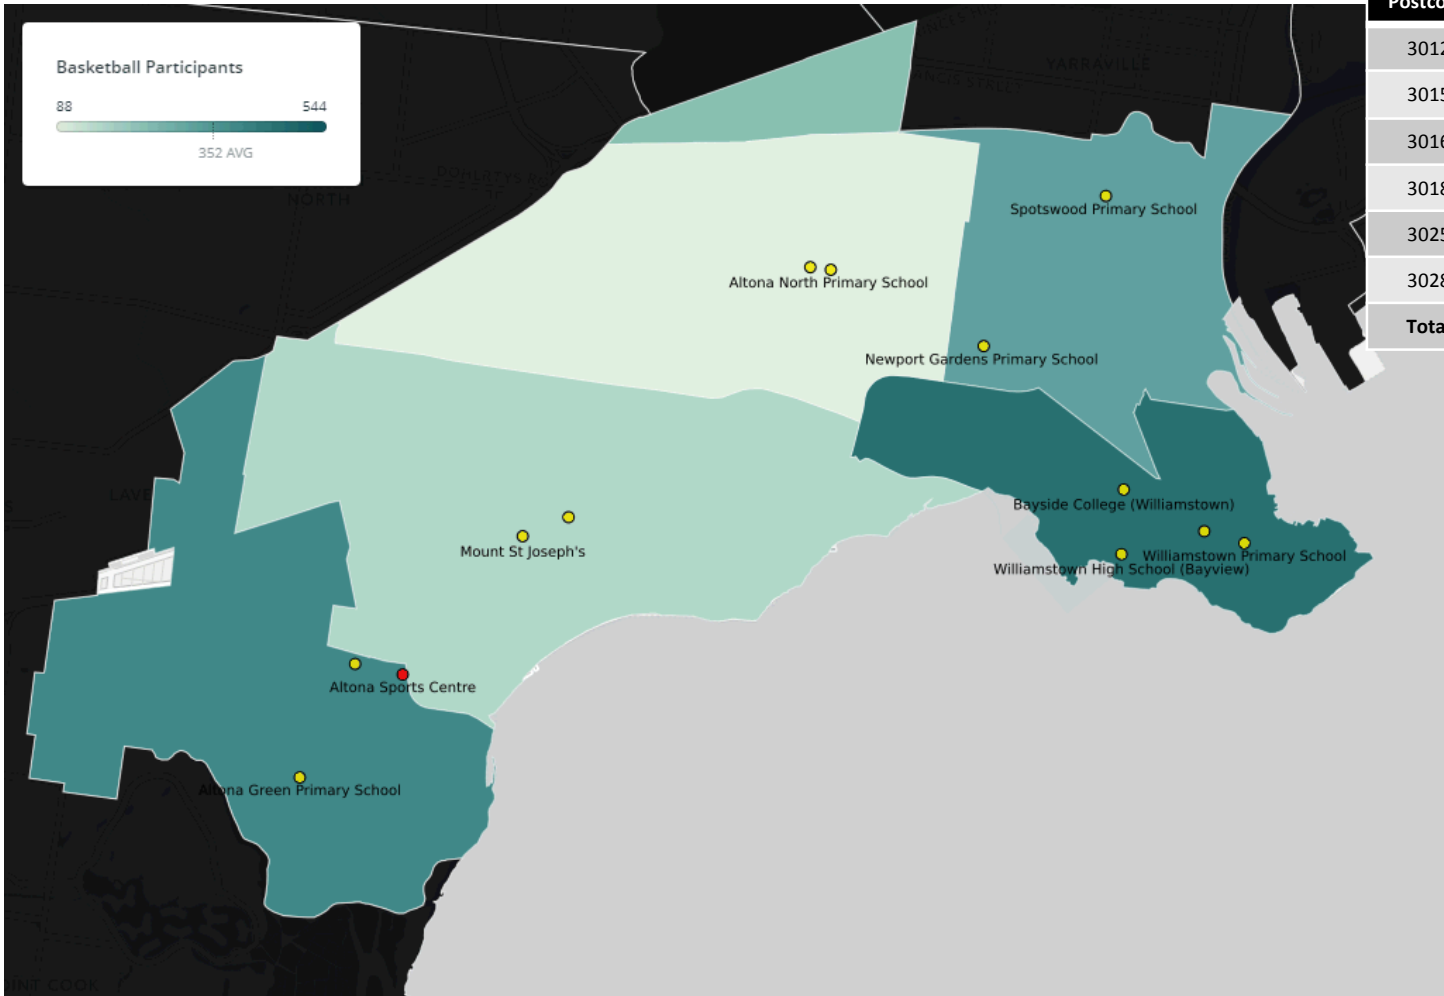 Basketball Participants
88 544
352 AVG
YARRAVILLE
NORTH
Spotswood Primary School
Altona North Primary School
Newport Gardens Primary School
Bayside College (Williamstown)
Mount St Joseph's
Williamstown Primary School
Williamstown High School (Bayview)
Altona Sports Centre
Altona Green Primary School